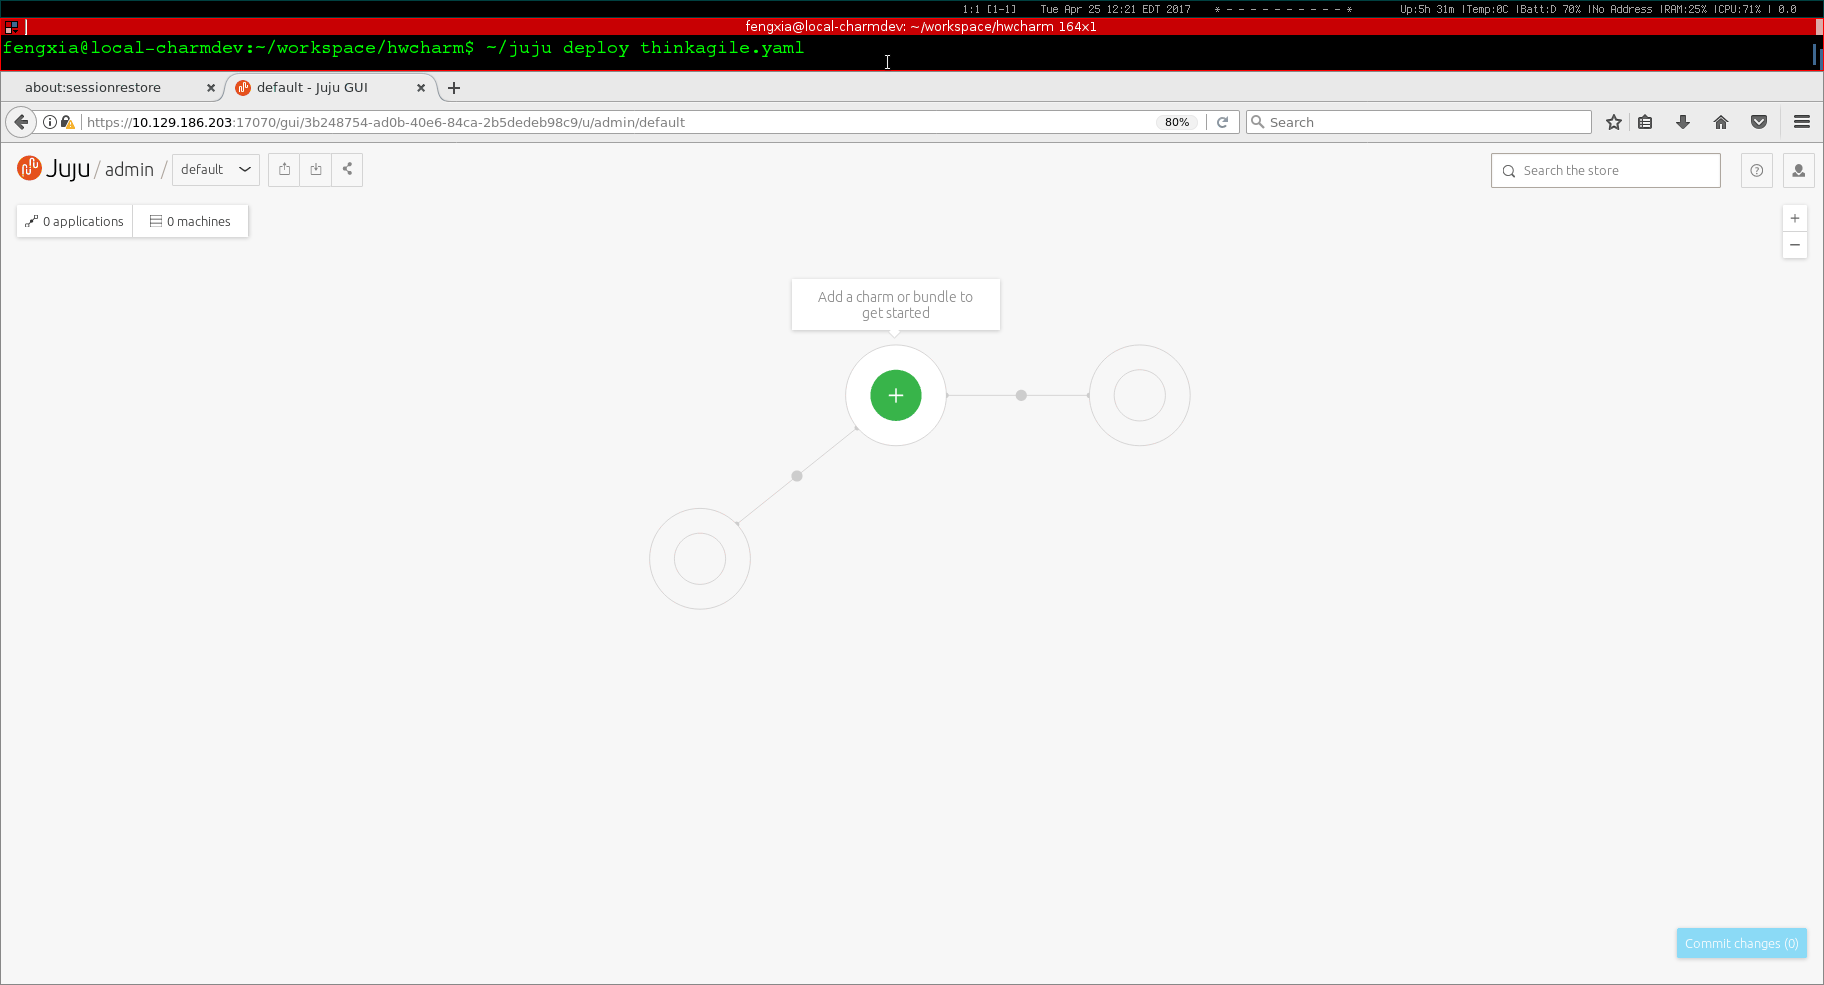 1:1 [1-1] Tue Apr 25 12:21 EDT 2017 * - - - - - - - - - - * Up:5h 31m |Temp:0C |Batt:D 70% |No Address |RAM:25% |CPU:71% | 0.0
fengxia@local-charmdev: ~/workspace/hwcharm 164x1
fengxia@local-charmdev:~/workspace/hwcharm$ ~/juju deploy thinkagile.yaml
about:sessionrestore
default - Juju GUI
https://10.129.186.203:17070/gui/3b248754-ad0b-40e6-84ca-2b5dedeb98c9/u/admin/default
80%
Search
Juju / admin / default
Search the store
0 applications
0 machines
Add a charm or bundle to
get started
Commit changes (0)